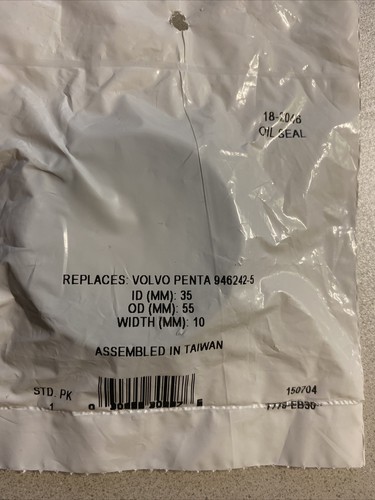 18-2046
OIL SEAL
REPLACES: VOLVO PENTA 946242-5
ID (MM): 35
OD (MM): 55
WIDTH (MM): 10
ASSEMBLED IN TAIWAN
STD. PK
1
150704